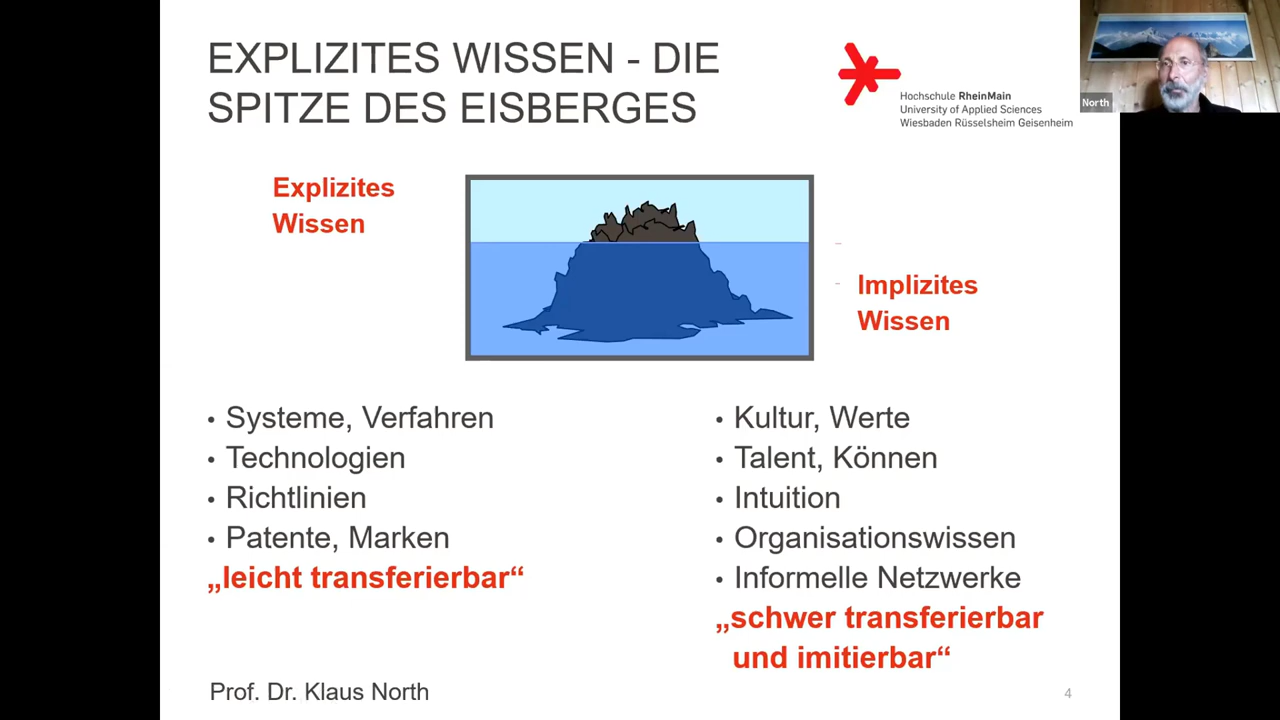 EXPLIZITES WISSEN - DIE
SPITZE DES EISBERGES
Hochschule RheinMain
University of Applied Sciences
Wiesbaden Rüsselsheim Geisenheim
North
Explizites
Wissen
Implizites
Wissen
• Systeme, Verfahren
• Technologien
• Richtlinien
• Patente, Marken
„leicht transferierbar“
• Kultur, Werte
• Talent, Können
• Intuition
• Organisationswissen
• Informelle Netzwerke
„schwer transferierbar
und imitierbar“
Prof. Dr. Klaus North
4